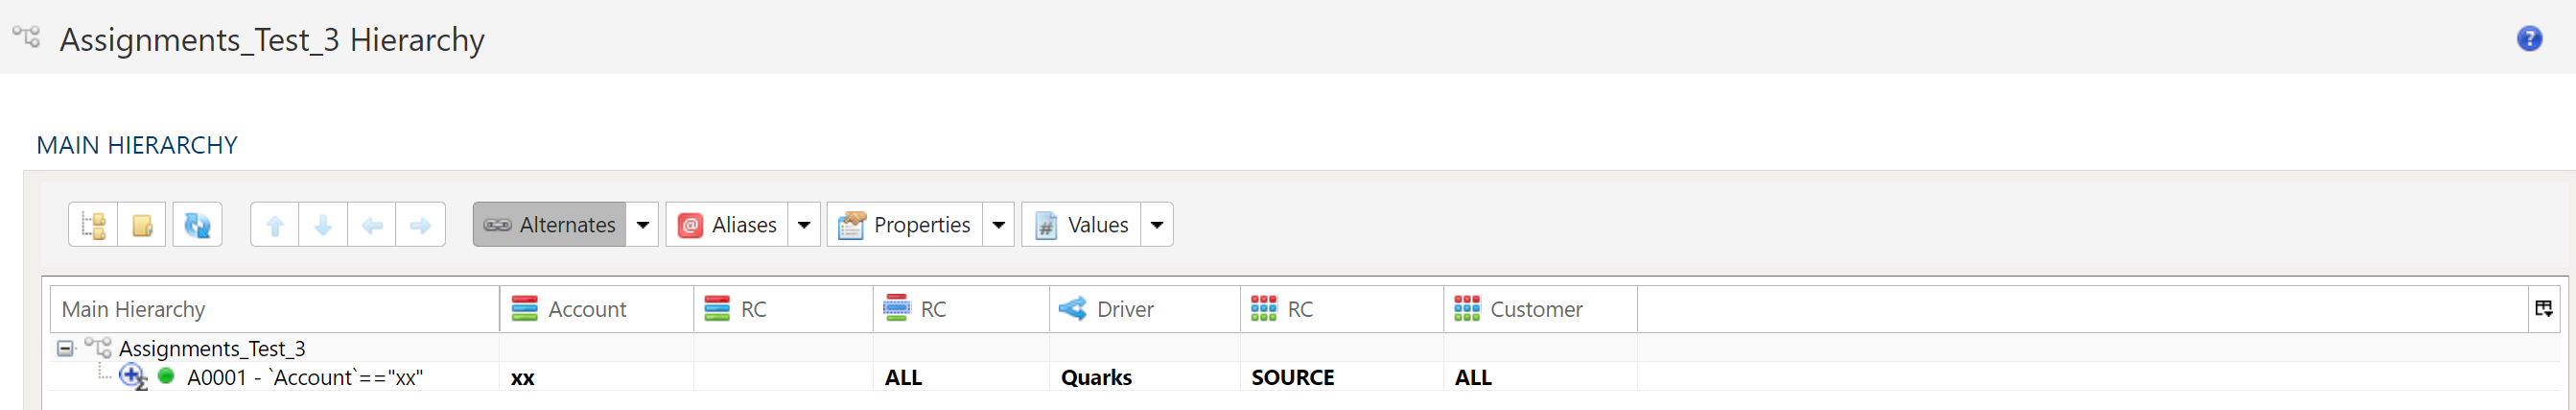 Assignments_Test_3 Hierarchy
MAIN HIERARCHY
Alternates Aliases Properties Values
Main Hierarchy Account RC RC Driver RC Customer
Assignments_Test_3
A0001 - `Account`=="xx" xx ALL Quarks SOURCE ALL